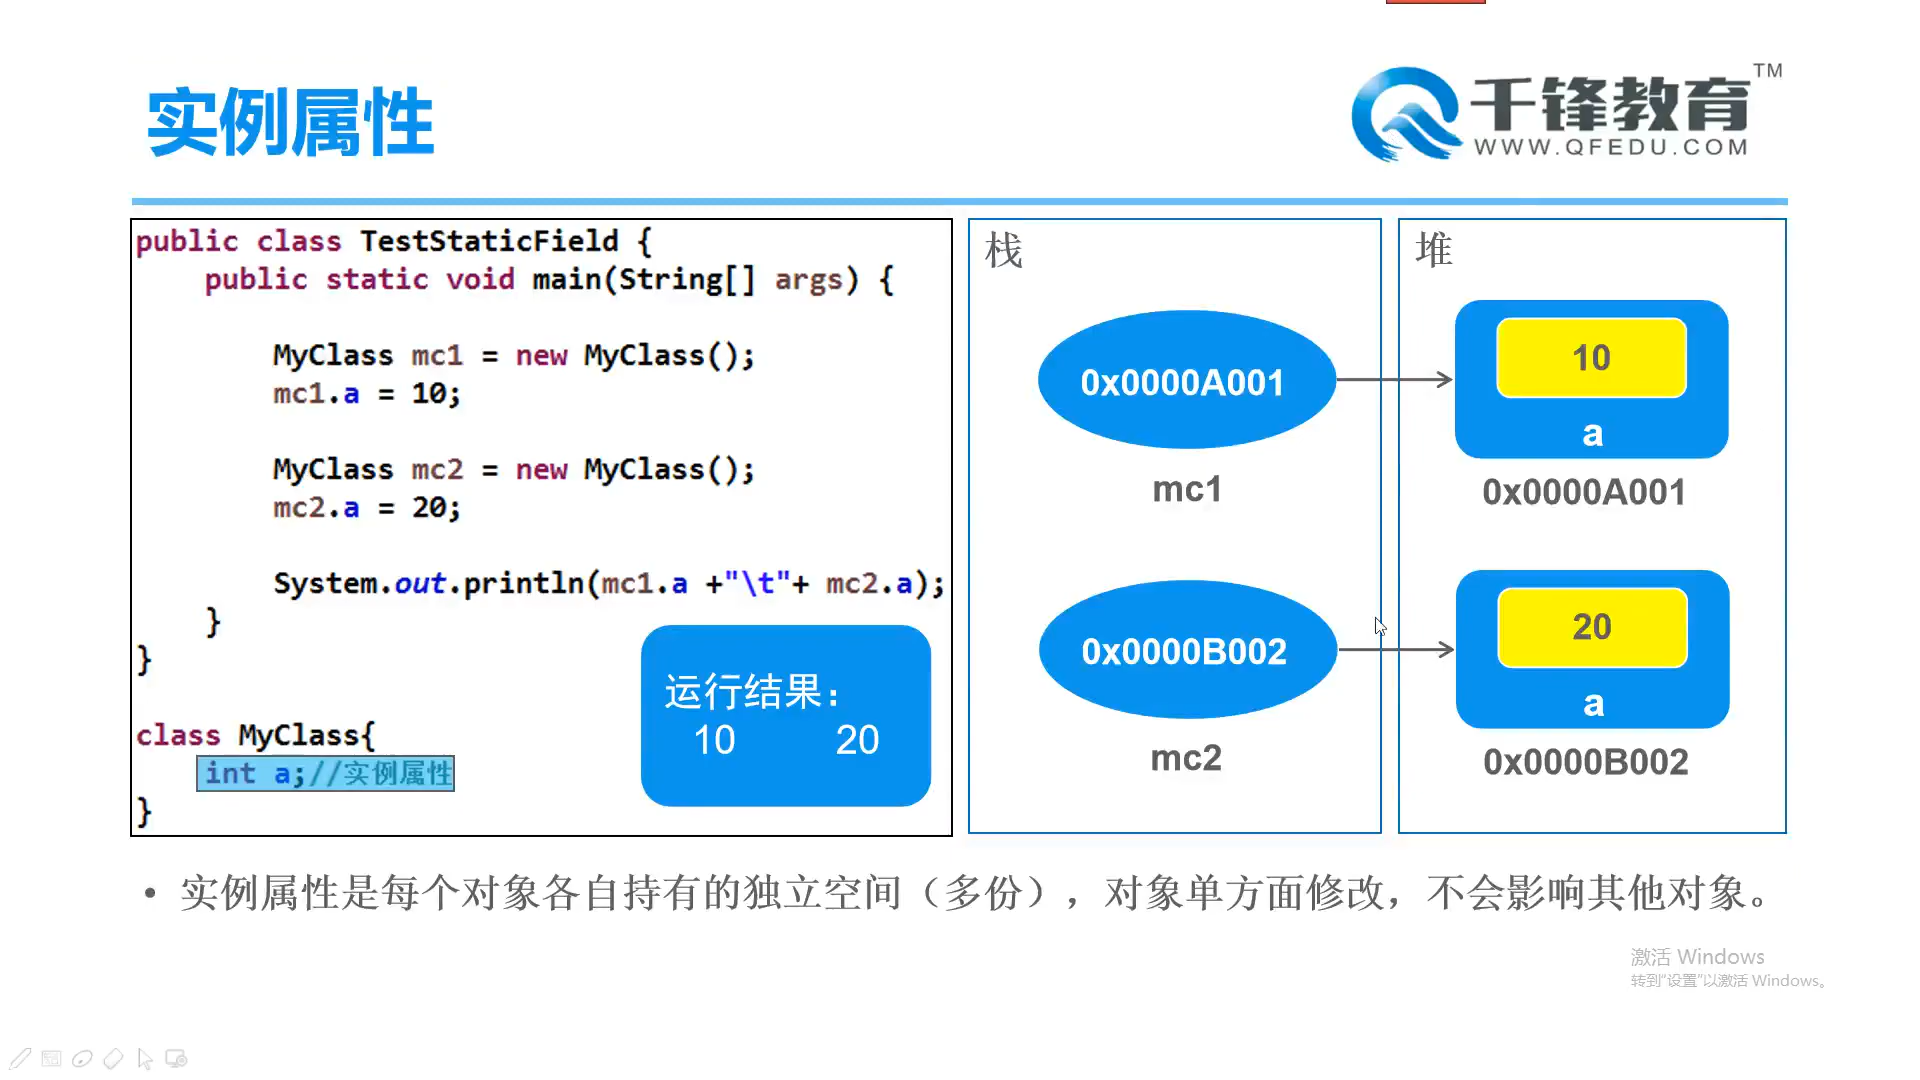 实例属性
千锋教育TM
WWW.QFEDU.COM
public class TestStaticField {
public static void main(String[] args) {
MyClass mc1 = new MyClass();
mc1.a = 10;
MyClass mc2 = new MyClass();
mc2.a = 20;
System.out.println(mc1.a +"\t"+ mc2.a);
}
}
class MyClass{
int a;//实例属性
}
运行结果：
10 20
栈
0x0000A001
mc1
0x0000B002
mc2
堆
10
a
0x0000A001
20
a
0x0000B002
• 实例属性是每个对象各自持有的独立空间（多份），对象单方面修改，不会影响其他对象。
激活 Windows
转到“设置”以激活 Windows。